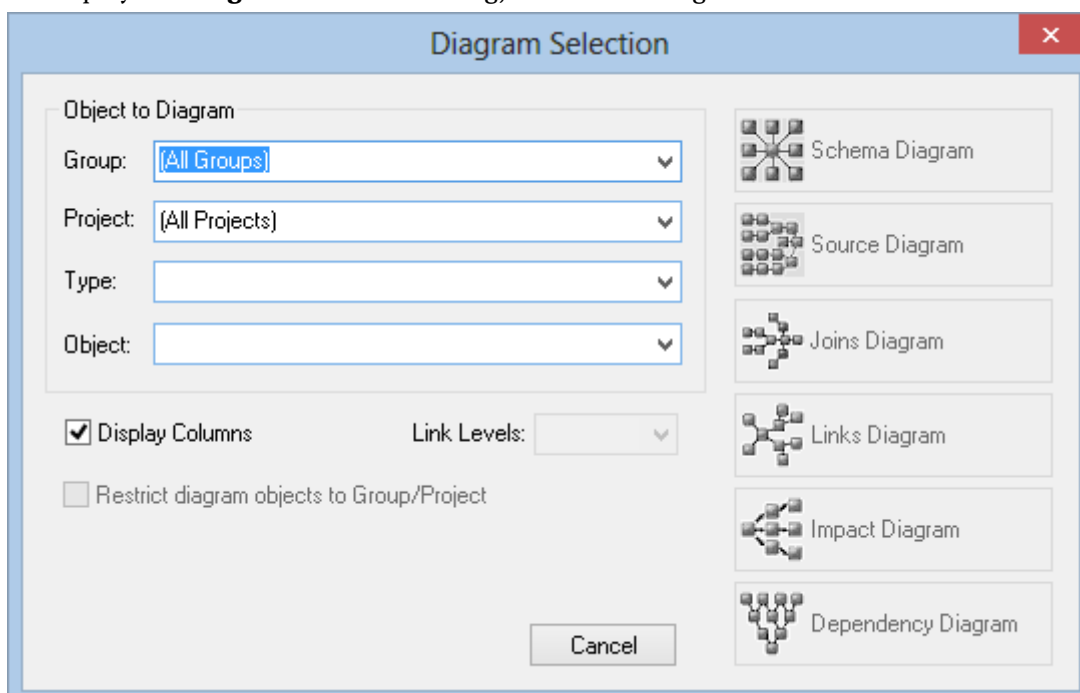 Diagram Selection
Object to Diagram
Group: (All Groups)
Project: (All Projects)
Type:
Object:
Display Columns
Link Levels:
Restrict diagram objects to Group/Project
Cancel
Schema Diagram
Source Diagram
Joins Diagram
Links Diagram
Impact Diagram
Dependency Diagram